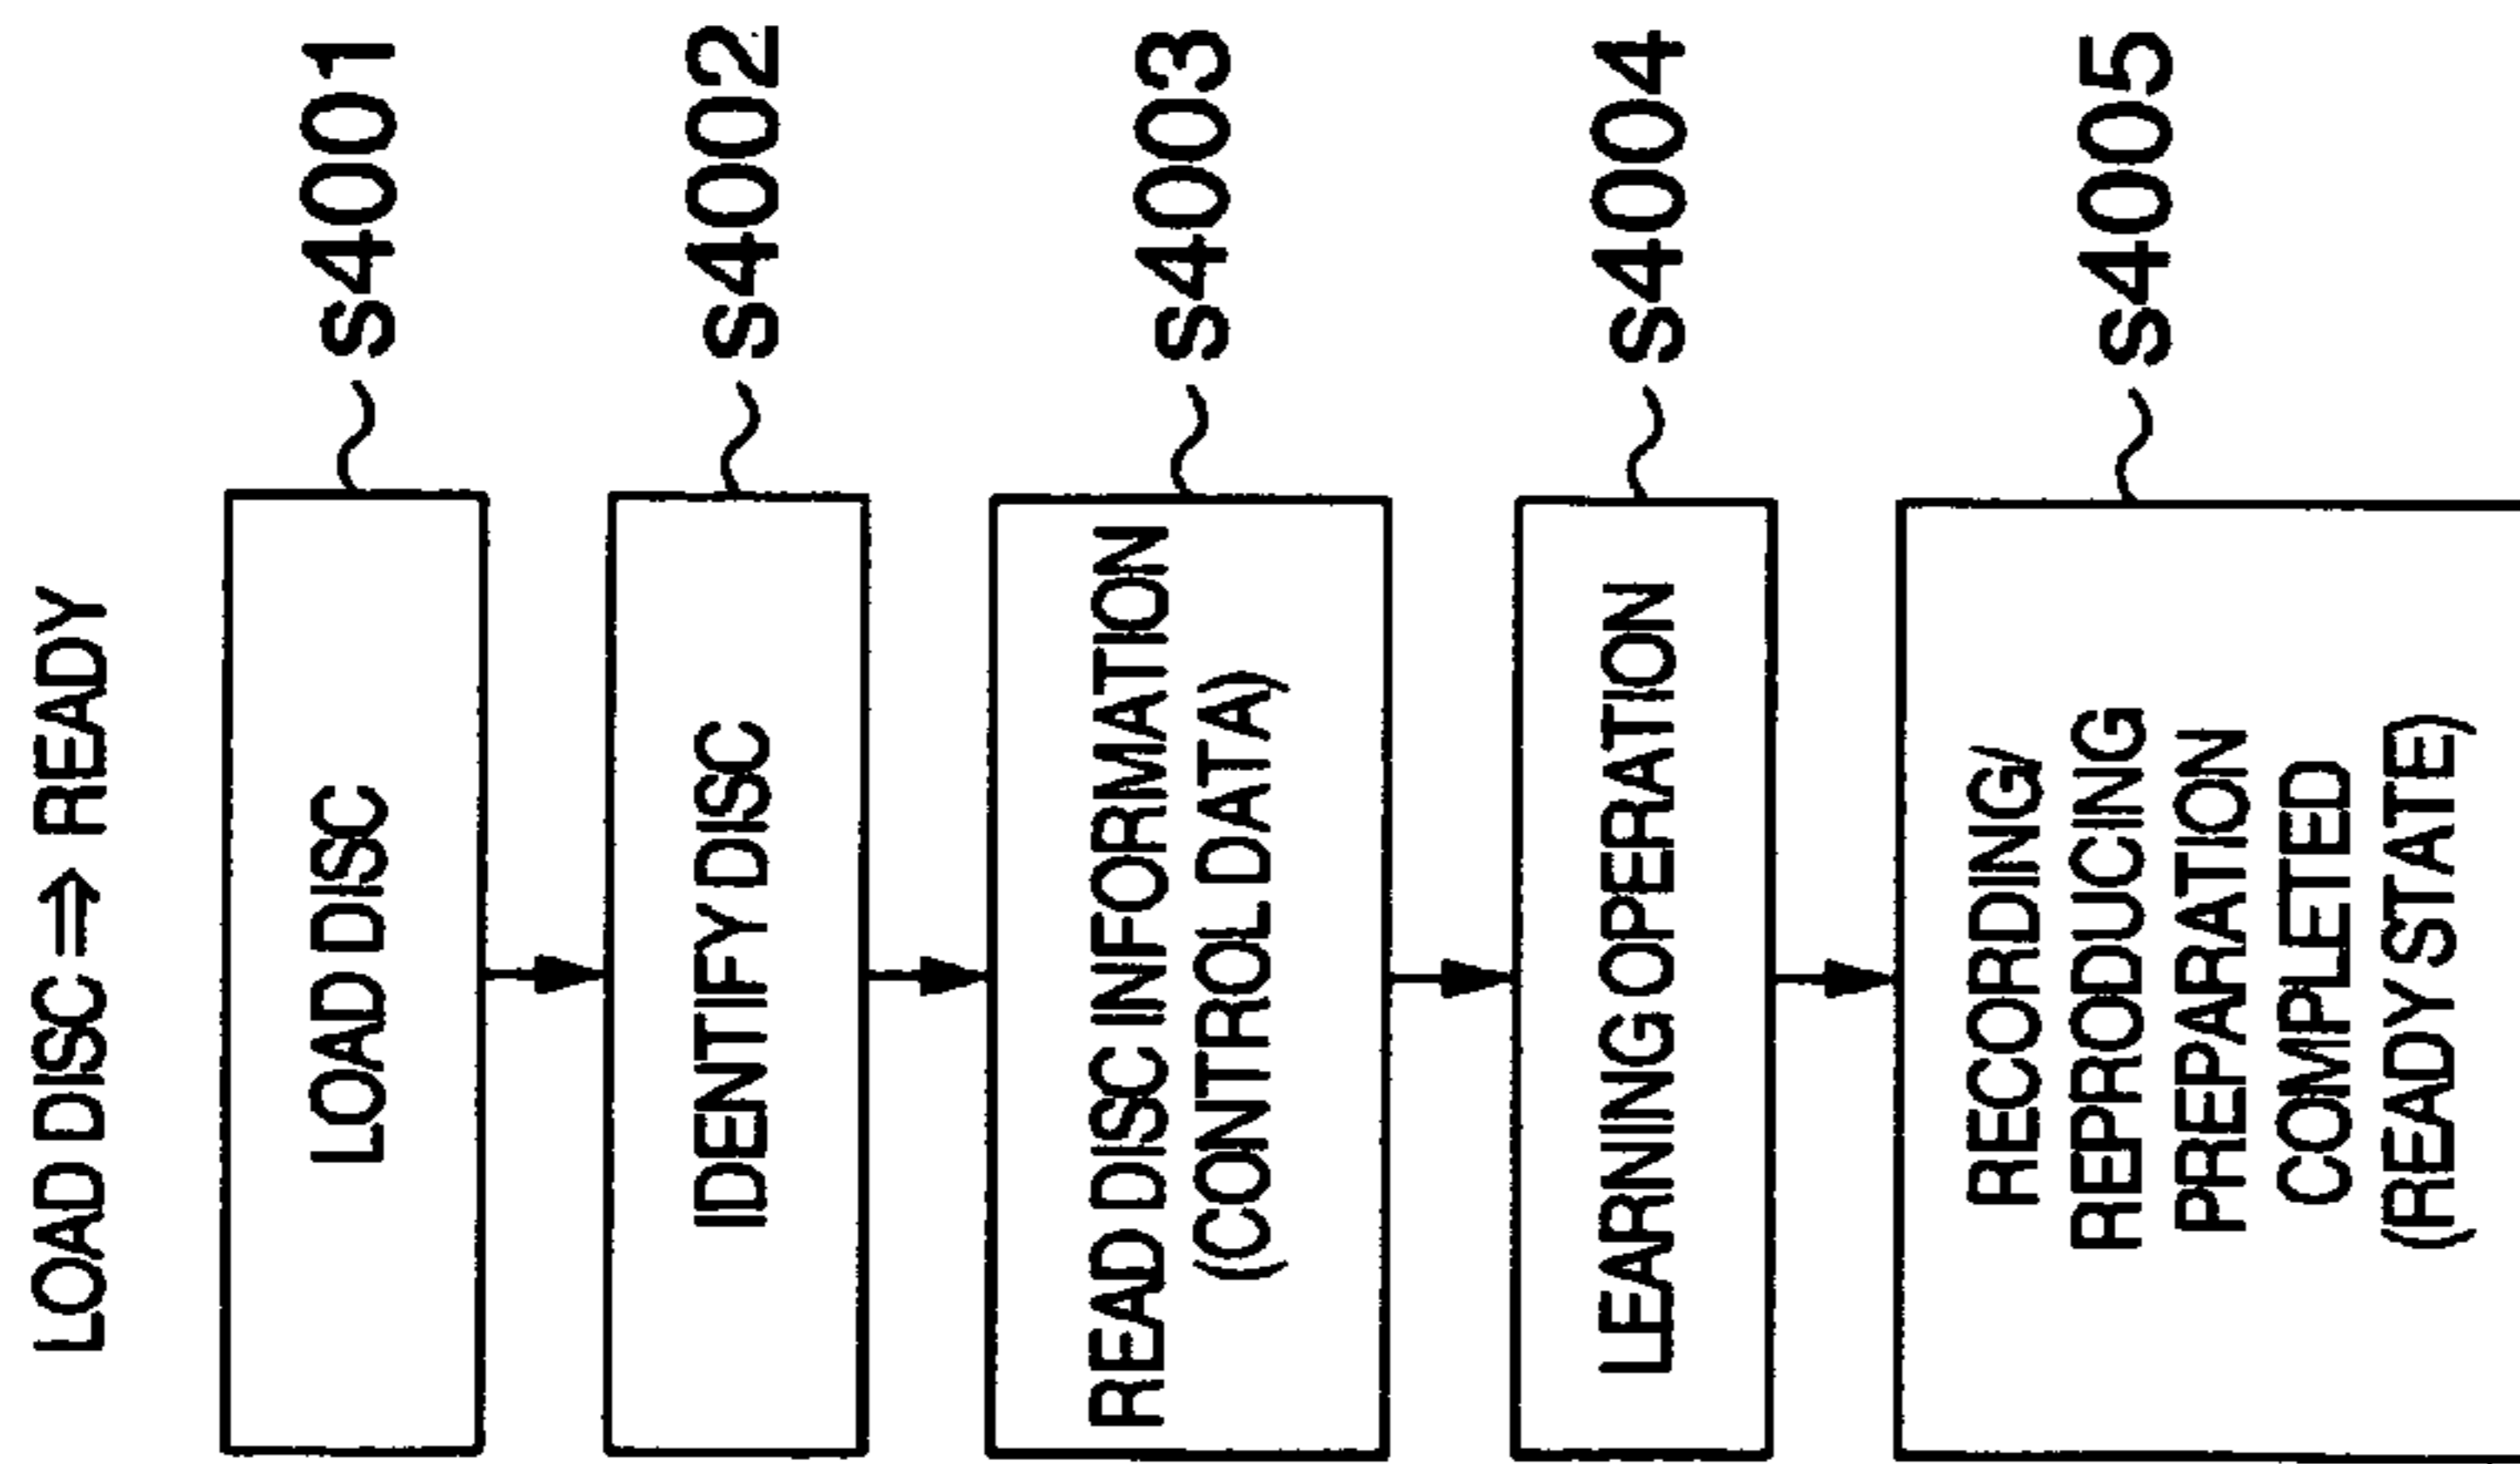 LOAD DISC ⇒ READY
LOAD DISC
s4001
IDENTIFY DISC
s4002
READ DISC INFORMATION
(CONTROL DATA)
s4003
LEARNING OPERATION
s4004
RECORDING/
REPRODUCING
PREPARATION
COMPLETED
(READY STATE)
s4005